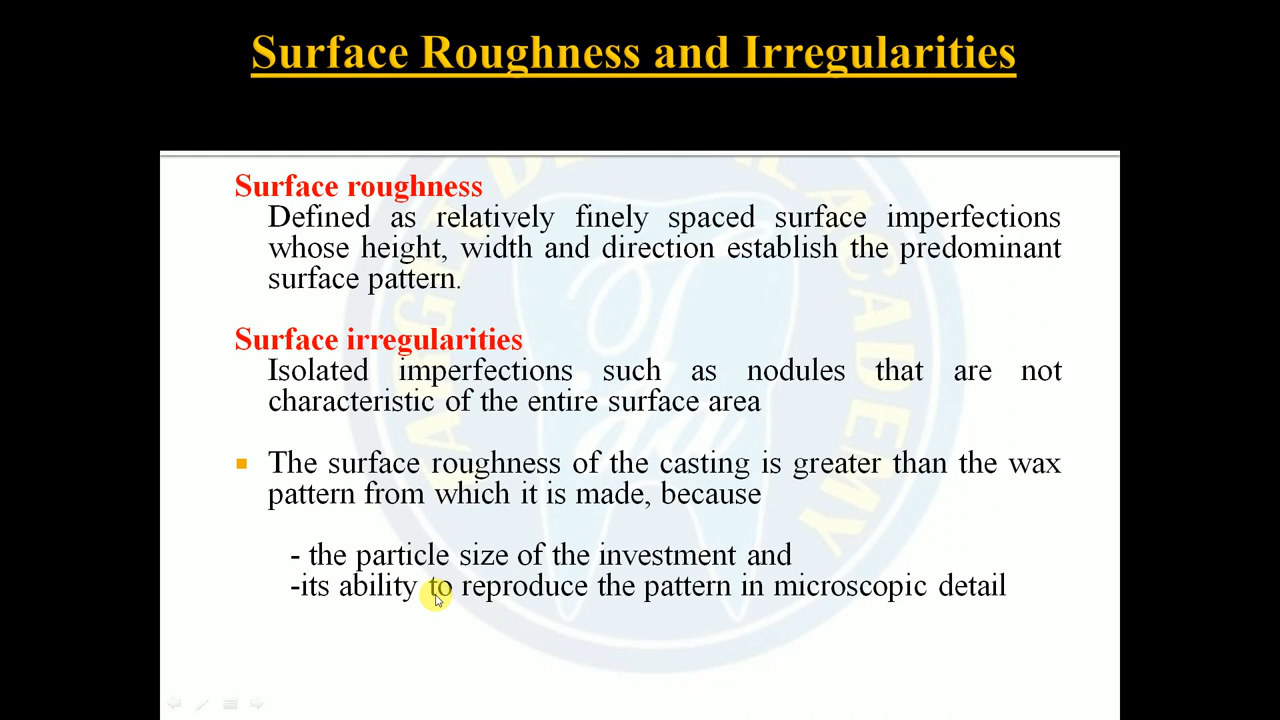 Surface Roughness and Irregularities
Surface roughness
Defined as relatively finely spaced surface imperfections
whose height, width and direction establish the predominant
surface pattern.
Surface irregularities
Isolated imperfections such as nodules that are not
characteristic of the entire surface area
The surface roughness of the casting is greater than the wax
pattern from which it is made, because
- the particle size of the investment and
-its ability to reproduce the pattern in microscopic detail
ACADEMY